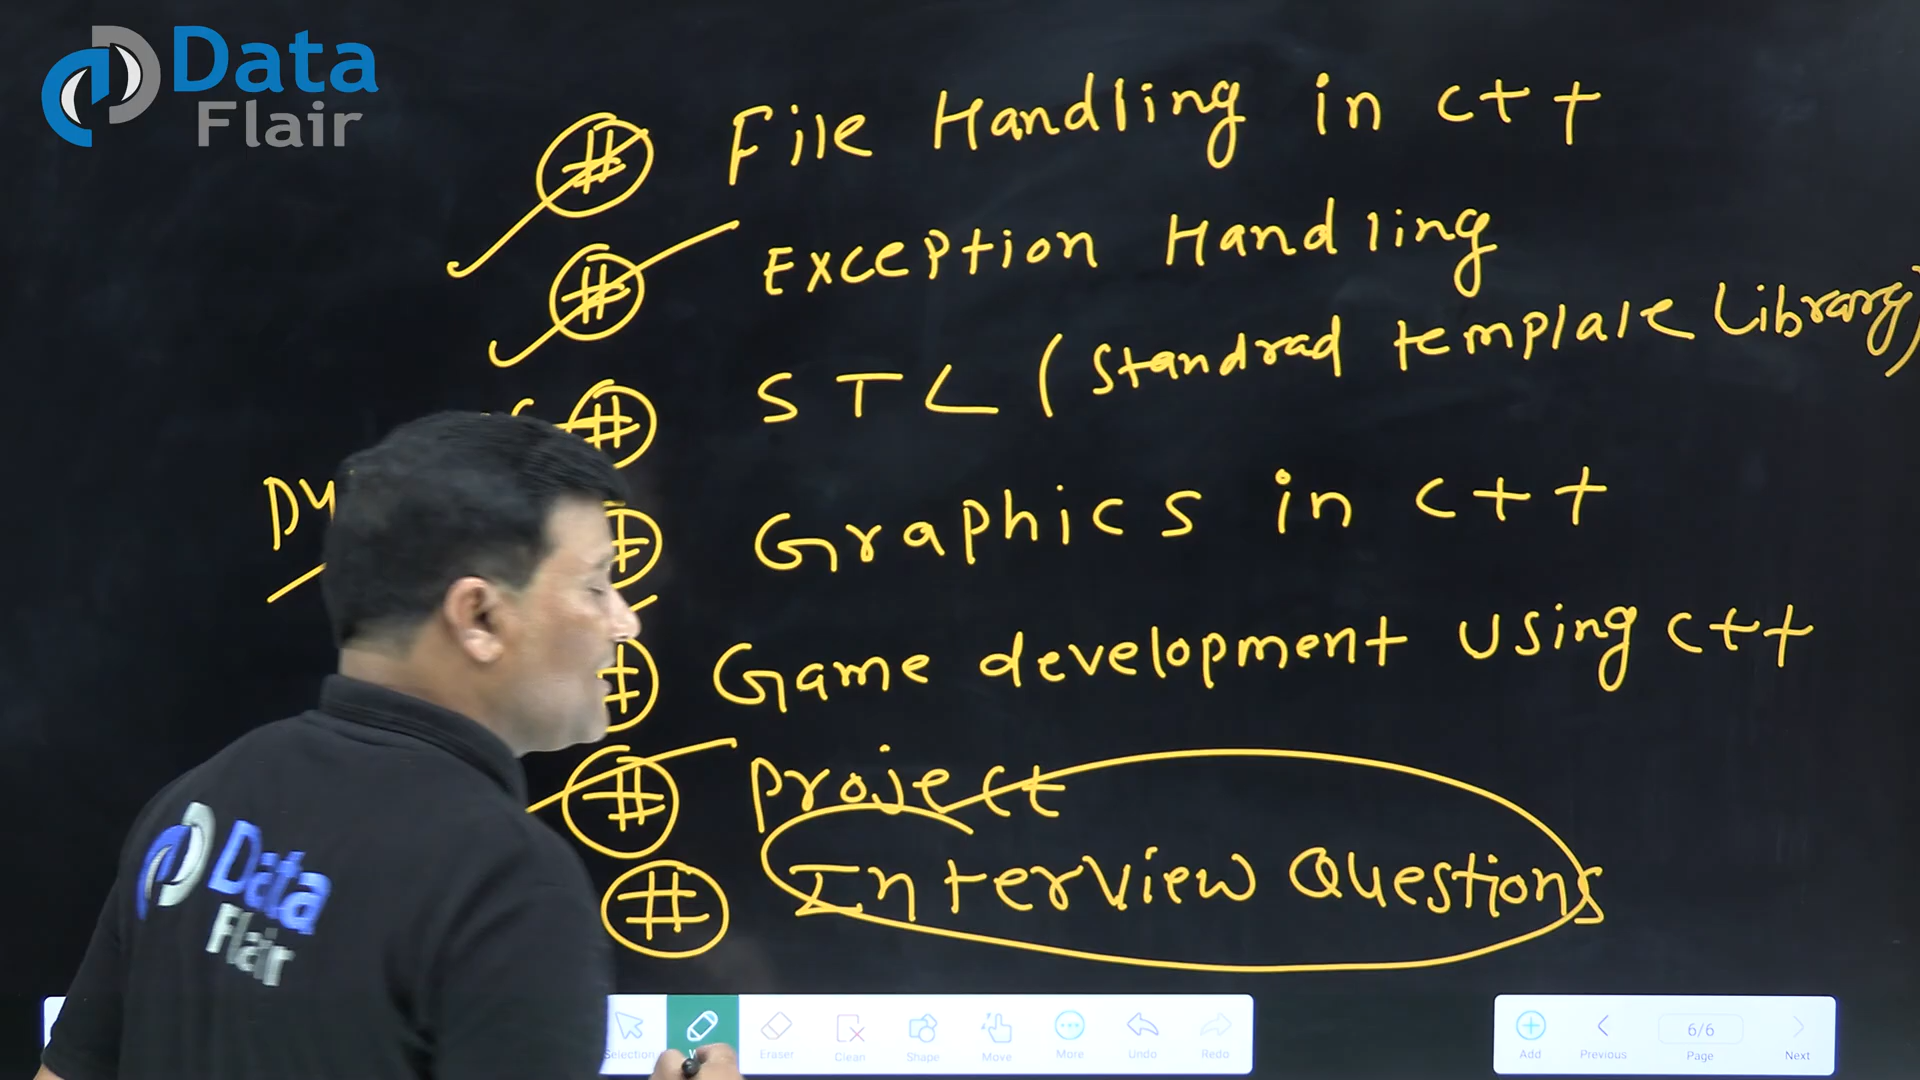 Data
Flair
# File Handling in C++
# Exception Handling
# STL (Standrad template Library)
# Graphics in C++
# Game development using C++
# Project
# Interview Questions
Data
Flair
Selection
Eraser
Clean
Shape
Move
More
Undo
Redo
Add
Previous
6/6
Page
Next